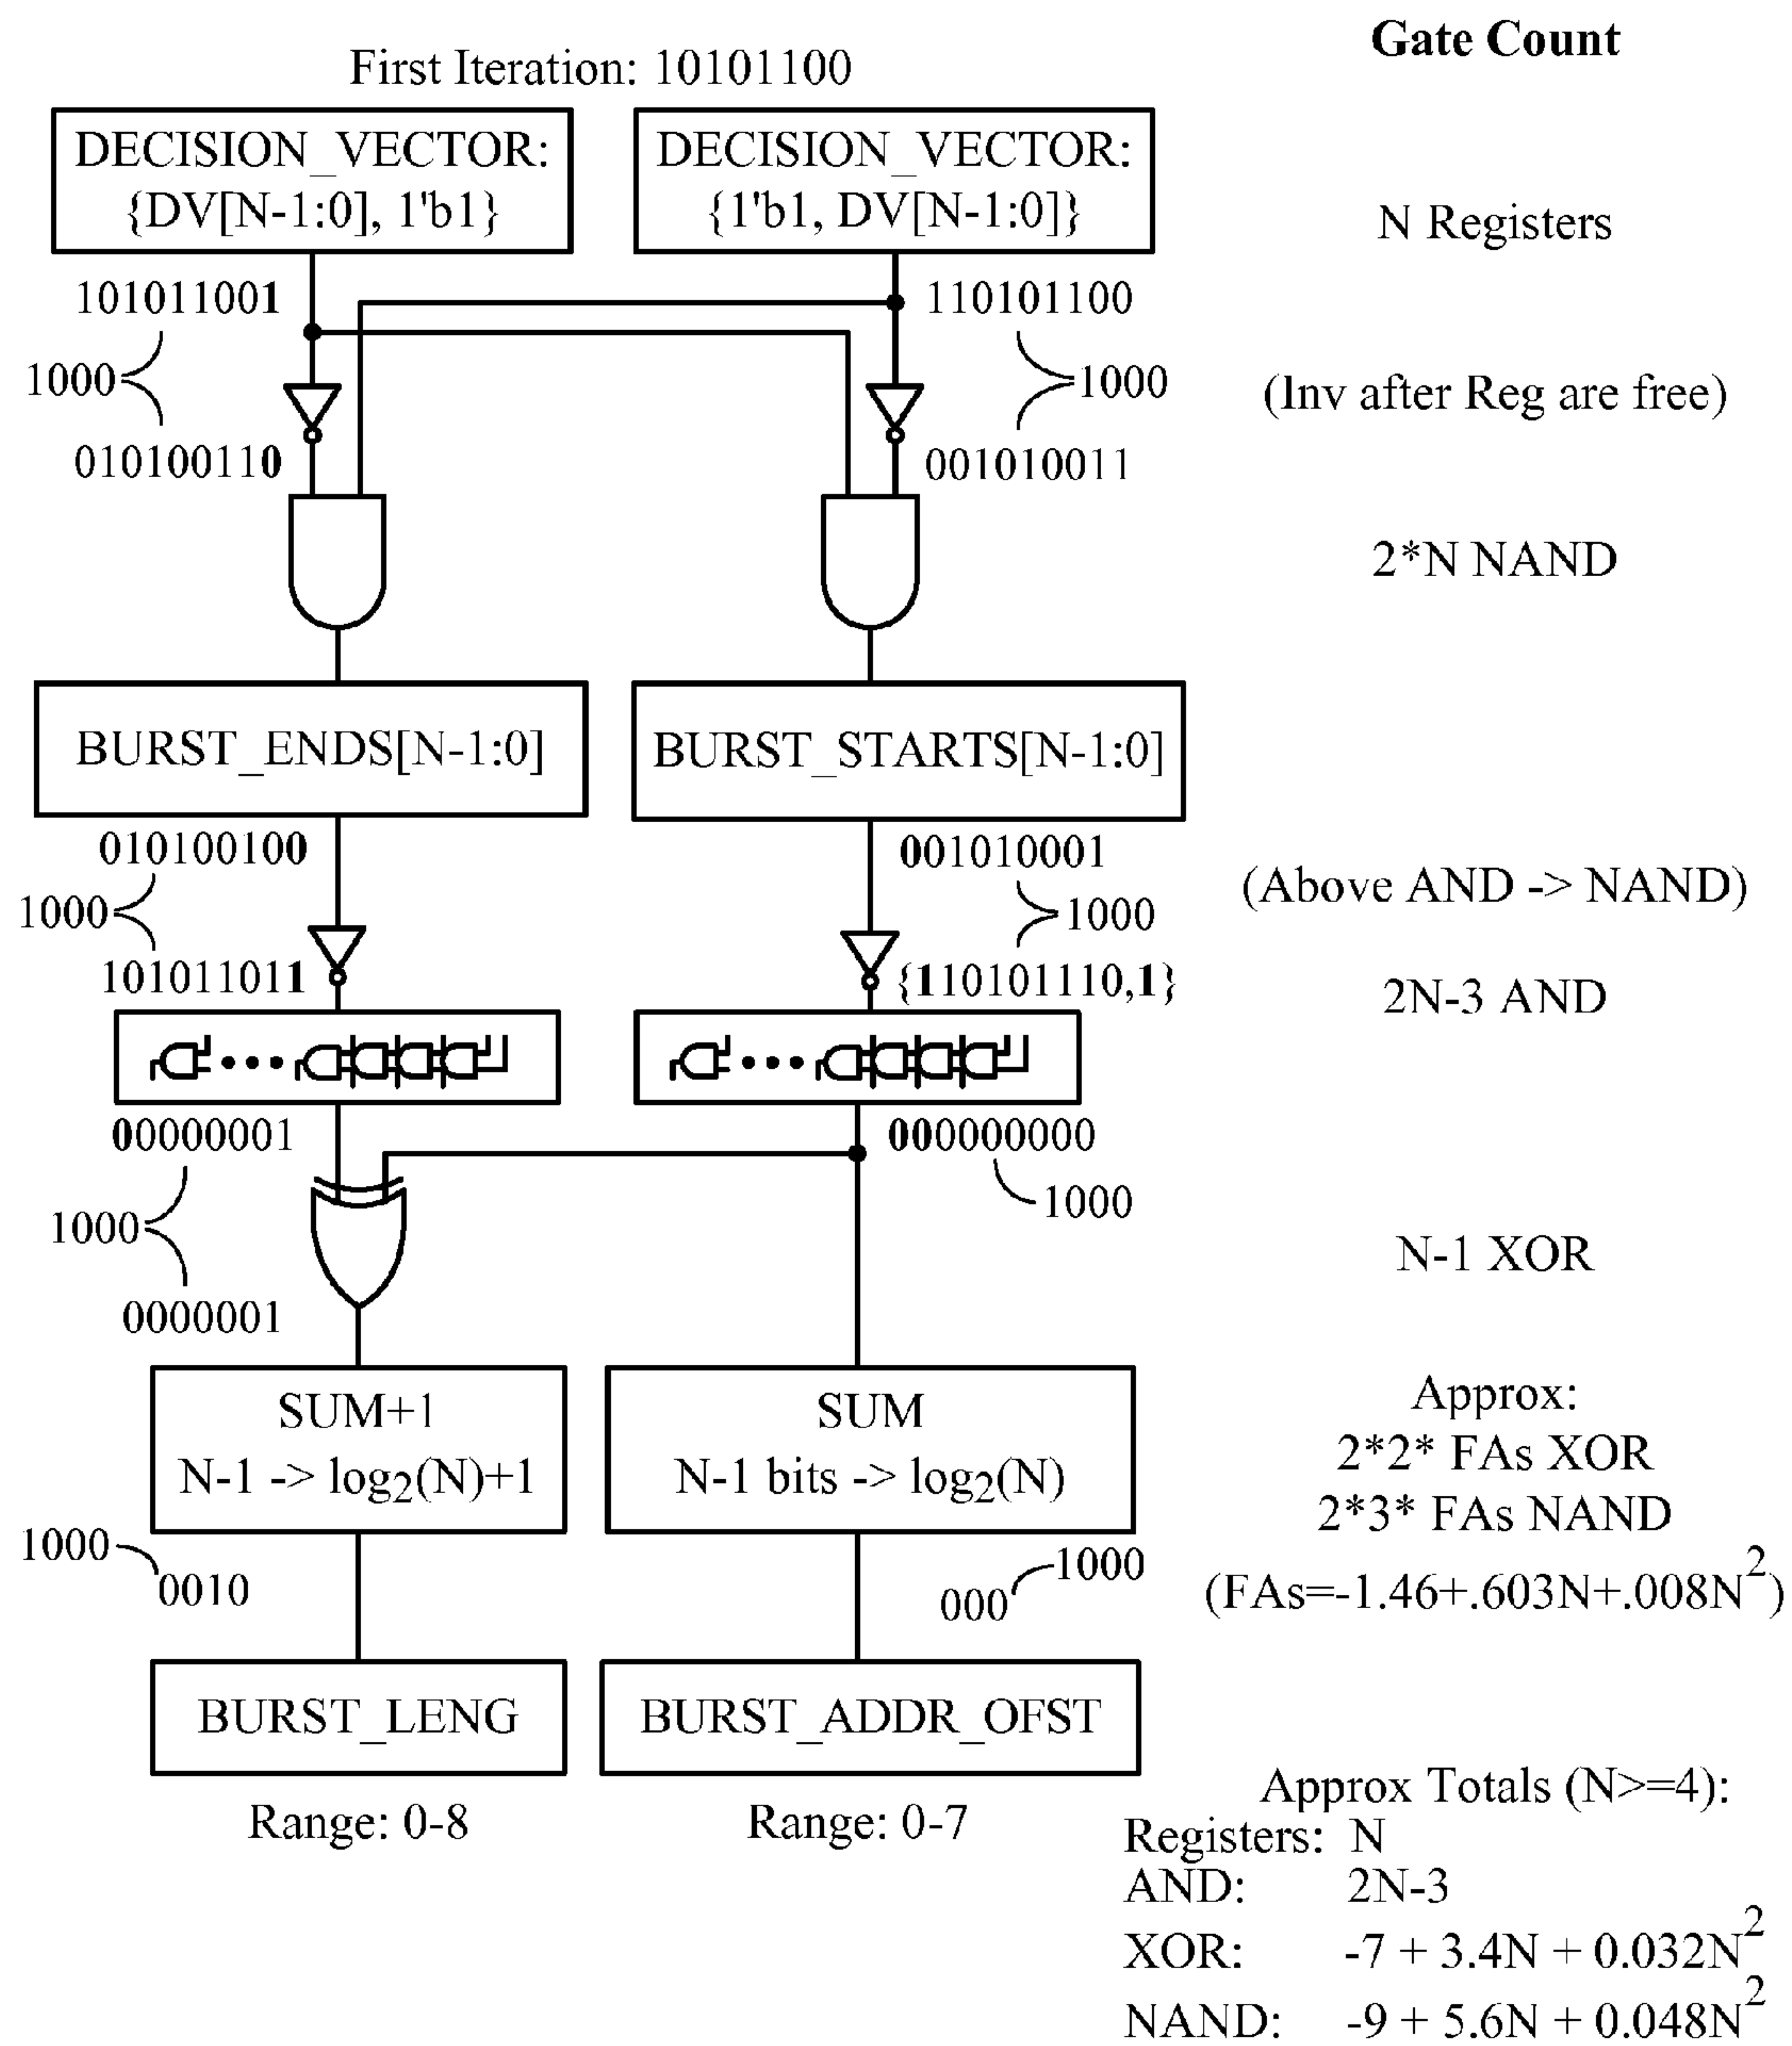 Gate Count
First Iteration: 10101100
DECISION_VECTOR:
{DV[N-1:0], 1'b1}
DECISION_VECTOR:
{1'b1, DV[N-1:0]}
N Registers
101011001
110101100
1000
1000
(Inv after Reg are free)
010100110
001010011
2*N NAND
BURST_ENDS[N-1:0]
BURST_STARTS[N-1:0]
010100100
001010001
(Above AND -> NAND)
1000
1000
101011011
{110101110,1}
2N-3 AND
00000001
000000000
1000
1000
N-1 XOR
0000001
SUM+1
N-1 -> log2(N)+1
SUM
N-1 bits -> log2(N)
Approx:
2*2* FAs XOR
2*3* FAs NAND
(FAs=-1.46+.603N+.008N²)
1000
0010
1000
000
BURST_LENG
BURST_ADDR_OFST
Range: 0-8
Range: 0-7
Approx Totals (N>=4):
Registers: N
AND: 2N-3
XOR: -7 + 3.4N + 0.032N²
NAND: -9 + 5.6N + 0.048N²